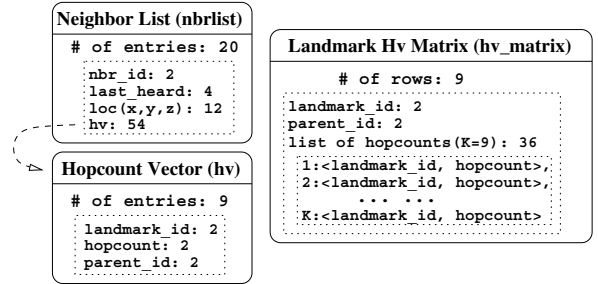 Neighbor List (nbrlist)
# of entries: 20
nbr_id: 2
last_heard: 4
loc(x,y,z): 12
hv: 54
Hopcount Vector (hv)
# of entries: 9
landmark_id: 2
hopcount: 2
parent_id: 2
Landmark Hv Matrix (hv_matrix)
# of rows: 9
landmark_id: 2
parent_id: 2
list of hopcounts(K=9): 36
1:<landmark_id, hopcount>,
2:<landmark_id, hopcount>,
... ...
K:<landmark_id, hopcount>